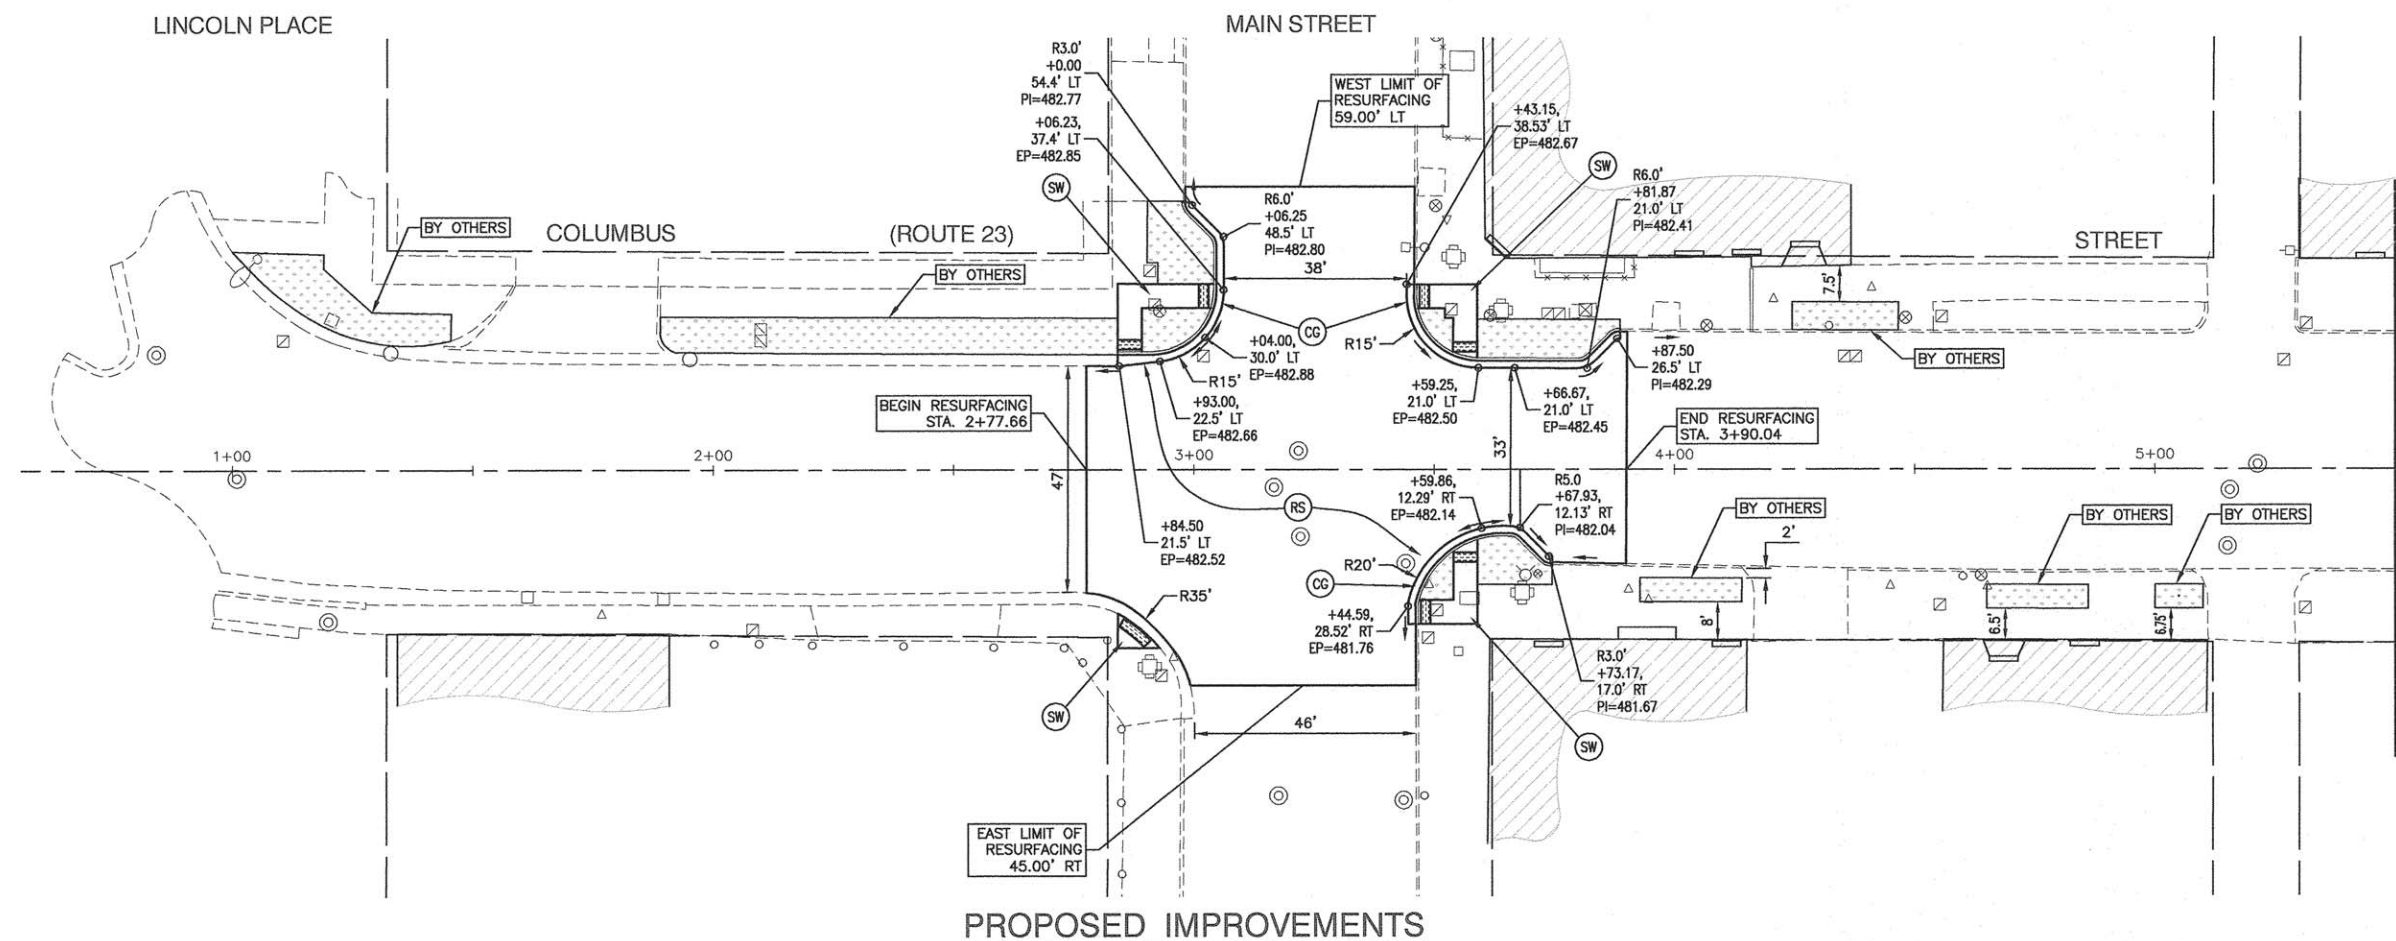 LINCOLN PLACE
MAIN STREET
R3.0'
+0.00
54.4' LT
PI=482.77
+06.23,
37.4' LT
EP=482.85
SW
WEST LIMIT OF
RESURFACING
59.00' LT
+43.15,
38.53' LT
EP=482.67
SW
R6.0'
+81.87
21.0' LT
PI=482.41
R6.0'
+06.25
48.5' LT
PI=482.80
38'
BY OTHERS
COLUMBUS
(ROUTE 23)
STREET
BY OTHERS
7.5'
CG
R15'
+04.00,
30.0' LT
EP=482.88
R15'
+93.00,
22.5' LT
EP=482.66
+59.25,
21.0' LT
EP=482.50
+66.67,
21.0' LT
EP=482.45
+87.50
26.5' LT
PI=482.29
BY OTHERS
BEGIN RESURFACING
STA. 2+77.66
END RESURFACING
STA. 3+90.04
1+00
2+00
3+00
4+00
5+00
47'
33'
RS
+59.86,
12.29' RT
EP=482.14
R5.0
+67.93,
12.13' RT
PI=482.04
BY OTHERS
2'
BY OTHERS
BY OTHERS
+84.50
21.5' LT
EP=482.52
R20'
CG
R35'
+44.59,
28.52' RT
EP=481.76
8'
6.5'
6.75'
R3.0'
+73.17,
17.0' RT
PI=481.67
SW
46'
SW
EAST LIMIT OF
RESURFACING
45.00' RT
PROPOSED IMPROVEMENTS